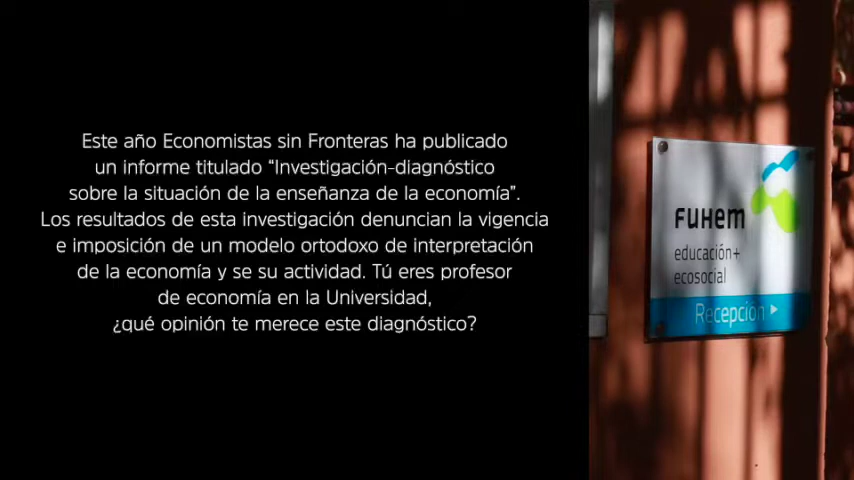 Este año Economistas sin Fronteras ha publicado
un informe titulado “Investigación-diagnóstico
sobre la situación de la enseñanza de la economía”.
Los resultados de esta investigación denuncian la vigencia
e imposición de un modelo ortodoxo de interpretación
de la economía y se su actividad. Tú eres profesor
de economía en la Universidad,
¿qué opinión te merece este diagnóstico?
FUHEM
educación+
ecosocial
Recepción